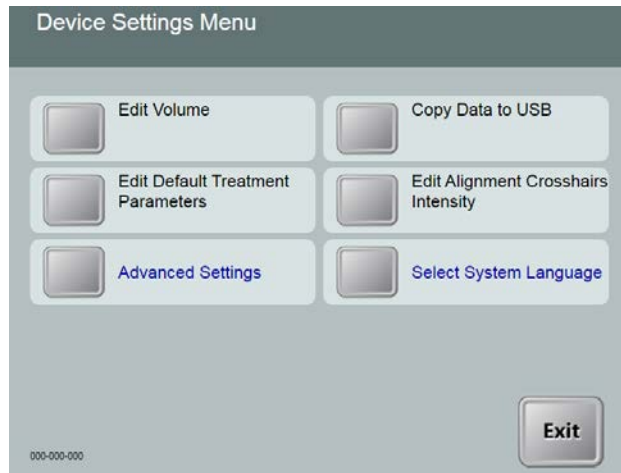 Device Settings Menu
Edit Volume
Copy Data to USB
Edit Default Treatment
Parameters
Edit Alignment Crosshairs
Intensity
Advanced Settings
Select System Language
Exit
000-000-000